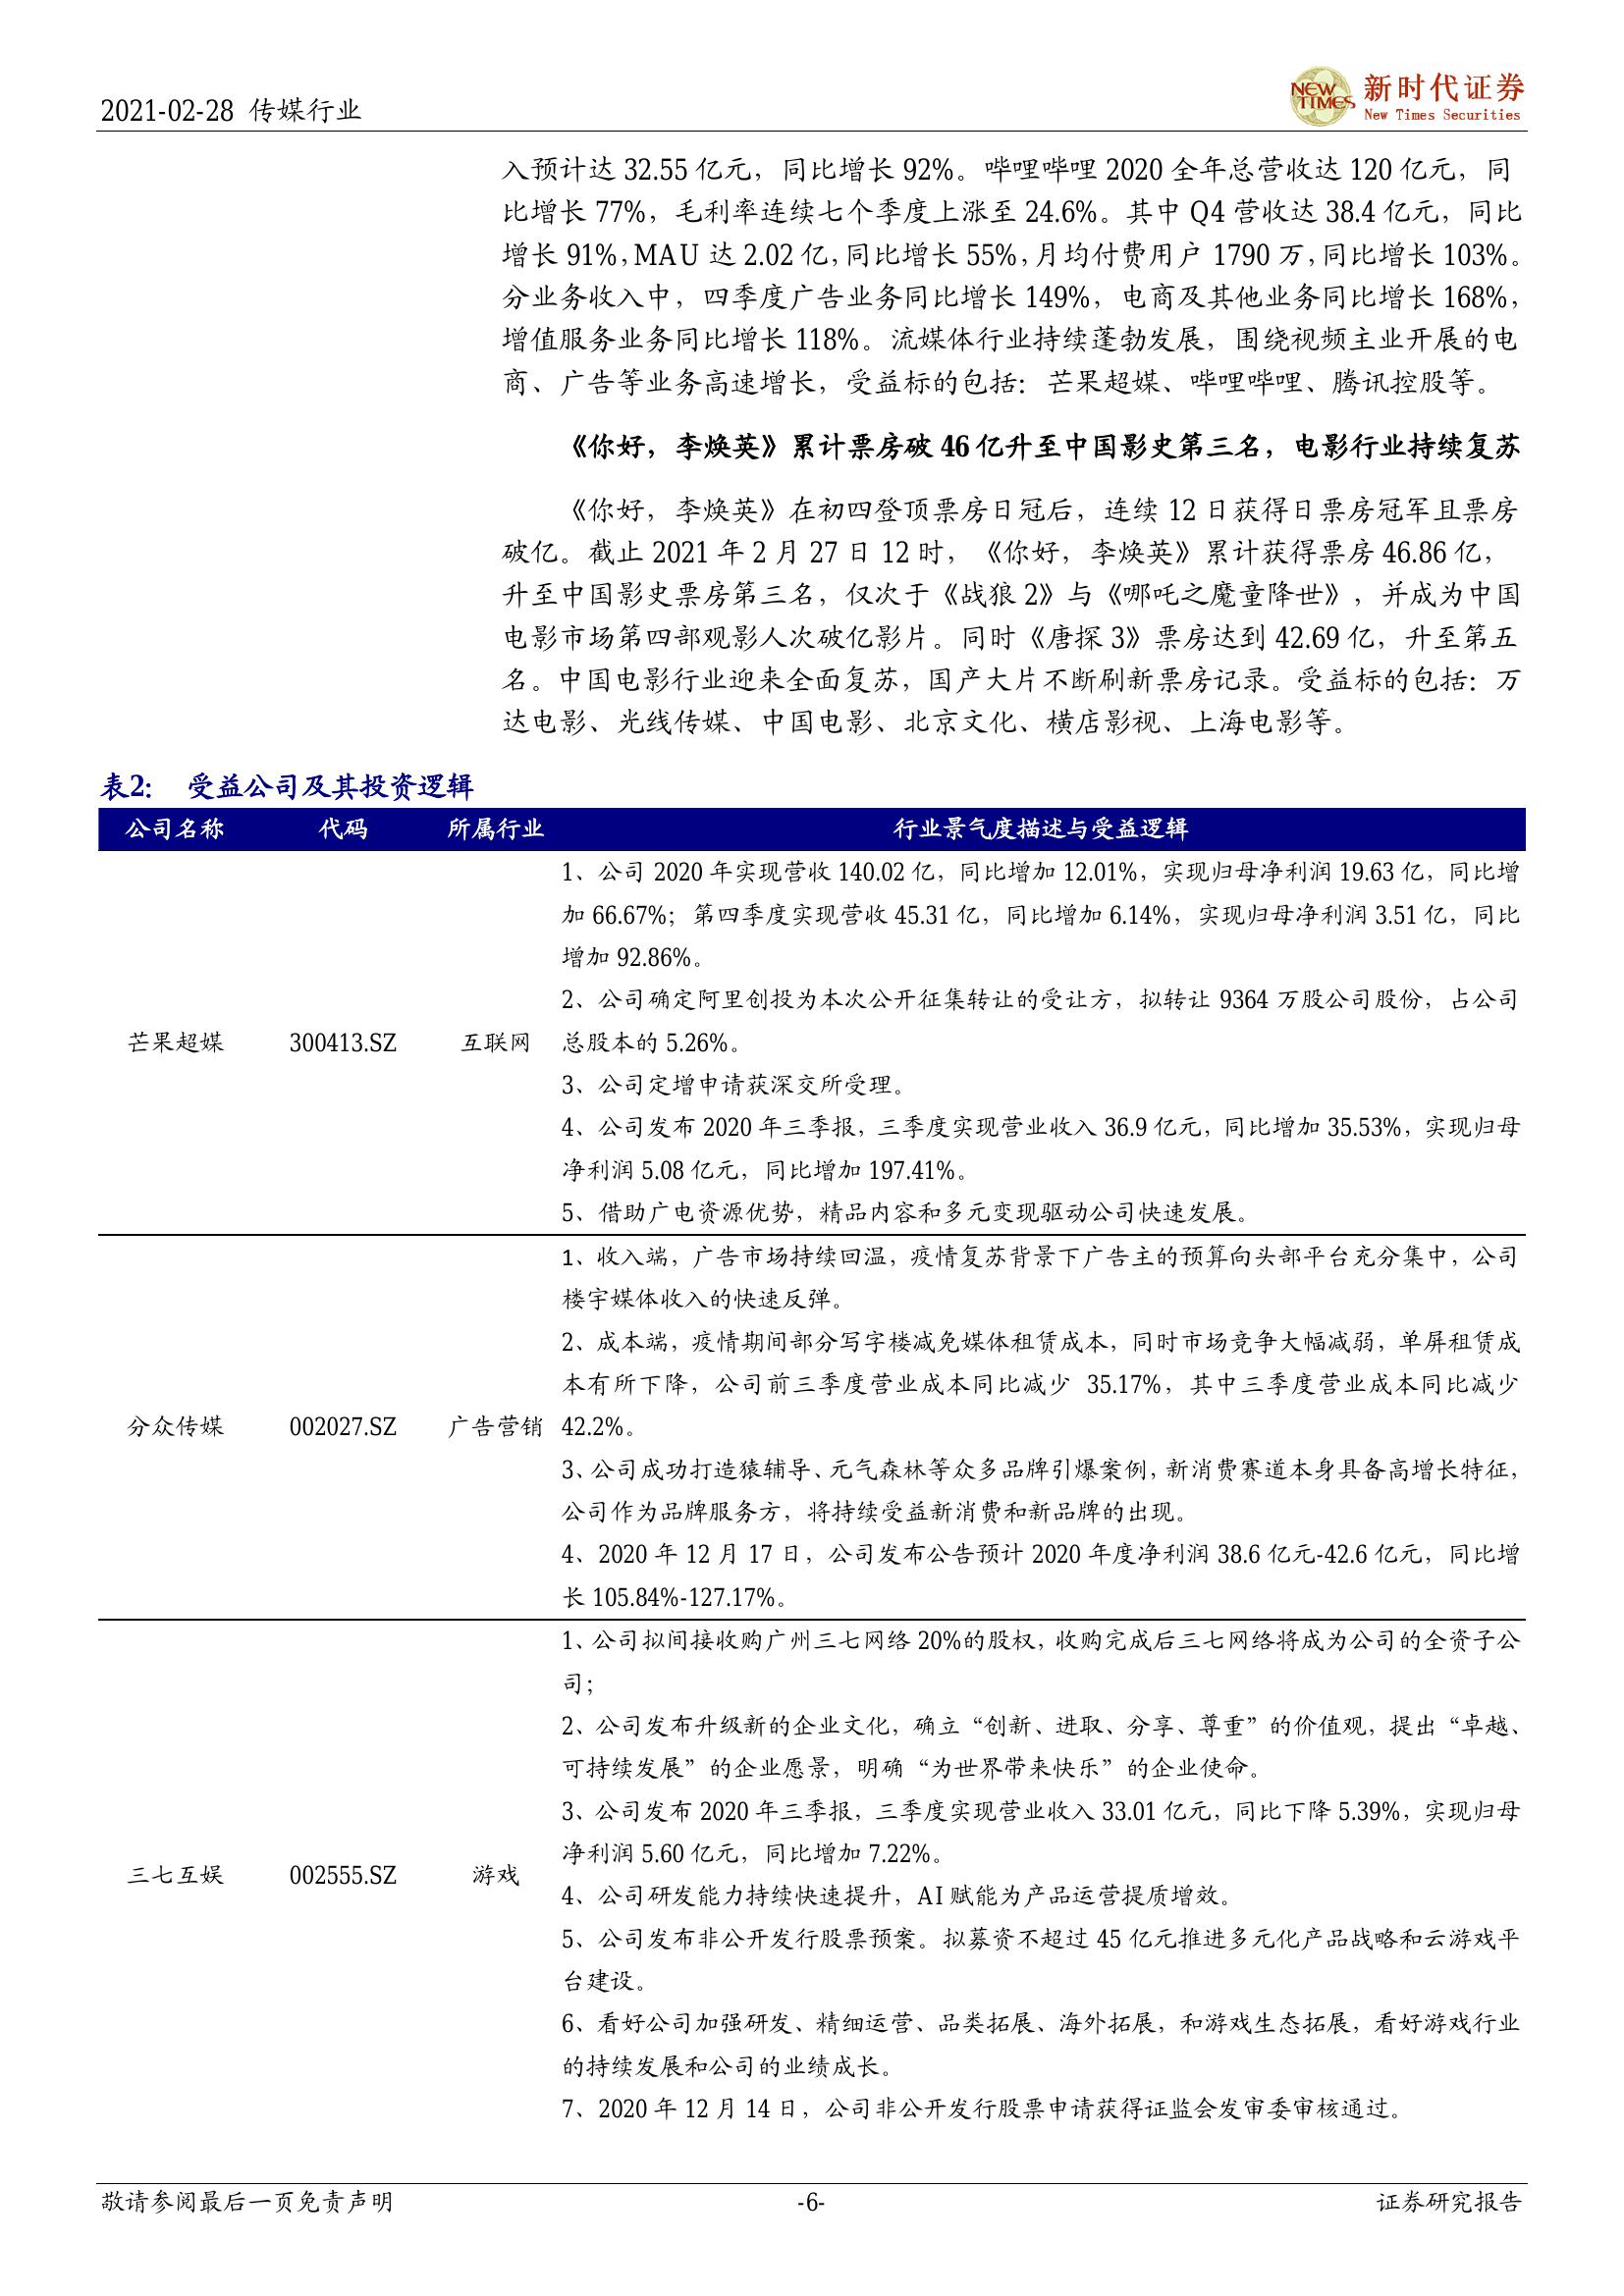 2021-02-28 传媒行业
NEW TIMES
新时代证券
New Times Securities
入预计达 32.55 亿元，同比增长 92%。哔哩哔哩 2020 全年总营收达 120 亿元，同
比增长 77%，毛利率连续七个季度上涨至 24.6%。其中 Q4 营收达 38.4 亿元，同比
增长 91%，MAU 达 2.02 亿，同比增长 55%，月均付费用户 1790 万，同比增长 103%。
分业务收入中，四季度广告业务同比增长 149%，电商及其他业务同比增长 168%，
增值服务业务同比增长 118%。流媒体行业持续蓬勃发展，围绕视频主业开展的电
商、广告等业务高速增长，受益标的包括：芒果超媒、哔哩哔哩、腾讯控股等。
《你好，李焕英》累计票房破 46 亿升至中国影史第三名，电影行业持续复苏
《你好，李焕英》在初四登顶票房日冠后，连续 12 日获得日票房冠军且票房
破亿。截止 2021 年 2 月 27 日 12 时，《你好，李焕英》累计获得票房 46.86 亿，
升至中国影史票房第三名，仅次于《战狼 2》与《哪吒之魔童降世》，并成为中国
电影市场第四部观影人次破亿影片。同时《唐探 3》票房达到 42.69 亿，升至第五
名。中国电影行业迎来全面复苏，国产大片不断刷新票房记录。受益标的包括：万
达电影、光线传媒、中国电影、北京文化、横店影视、上海电影等。
表2： 受益公司及其投资逻辑
公司名称 代码 所属行业 行业景气度描述与受益逻辑
1、公司 2020 年实现营收 140.02 亿，同比增加 12.01%，实现归母净利润 19.63 亿，同比增
加 66.67%；第四季度实现营收 45.31 亿，同比增加 6.14%，实现归母净利润 3.51 亿，同比
增加 92.86%。
2、公司确定阿里创投为本次公开征集转让的受让方，拟转让 9364 万股公司股份，占公司
芒果超媒 300413.SZ 互联网 总股本的 5.26%。
3、公司定增申请获深交所受理。
4、公司发布 2020 年三季报，三季度实现营业收入 36.9 亿元，同比增加 35.53%，实现归母
净利润 5.08 亿元，同比增加 197.41%。
5、借助广电资源优势，精品内容和多元变现驱动公司快速发展。
1、收入端，广告市场持续回温，疫情复苏背景下广告主的预算向头部平台充分集中，公司
楼宇媒体收入的快速反弹。
2、成本端，疫情期间部分写字楼减免媒体租赁成本，同时市场竞争大幅减弱，单屏租赁成
本有所下降，公司前三季度营业成本同比减少 35.17%，其中三季度营业成本同比减少
分众传媒 002027.SZ 广告营销 42.2%。
3、公司成功打造猿辅导、元气森林等众多品牌引爆案例，新消费赛道本身具备高增长特征，
公司作为品牌服务方，将持续受益新消费和新品牌的出现。
4、2020 年 12 月 17 日，公司发布公告预计 2020 年度净利润 38.6 亿元-42.6 亿元，同比增
长 105.84%-127.17%。
1、公司拟间接收购广州三七网络 20%的股权，收购完成后三七网络将成为公司的全资子公
司；
2、公司发布升级新的企业文化，确立“创新、进取、分享、尊重”的价值观，提出“卓越、
可持续发展”的企业愿景，明确“为世界带来快乐”的企业使命。
3、公司发布 2020 年三季报，三季度实现营业收入 33.01 亿元，同比下降 5.39%，实现归母
净利润 5.60 亿元，同比增加 7.22%。
三七互娱 002555.SZ 游戏
4、公司研发能力持续快速提升，AI 赋能为产品运营提质增效。
5、公司发布非公开发行股票预案。拟募资不超过 45 亿元推进多元化产品战略和云游戏平
台建设。
6、看好公司加强研发、精细运营、品类拓展、海外拓展，和游戏生态拓展，看好游戏行业
的持续发展和公司的业绩成长。
7、2020 年 12 月 14 日，公司非公开发行股票申请获得证监会发审委审核通过。
敬请参阅最后一页免责声明 -6- 证券研究报告